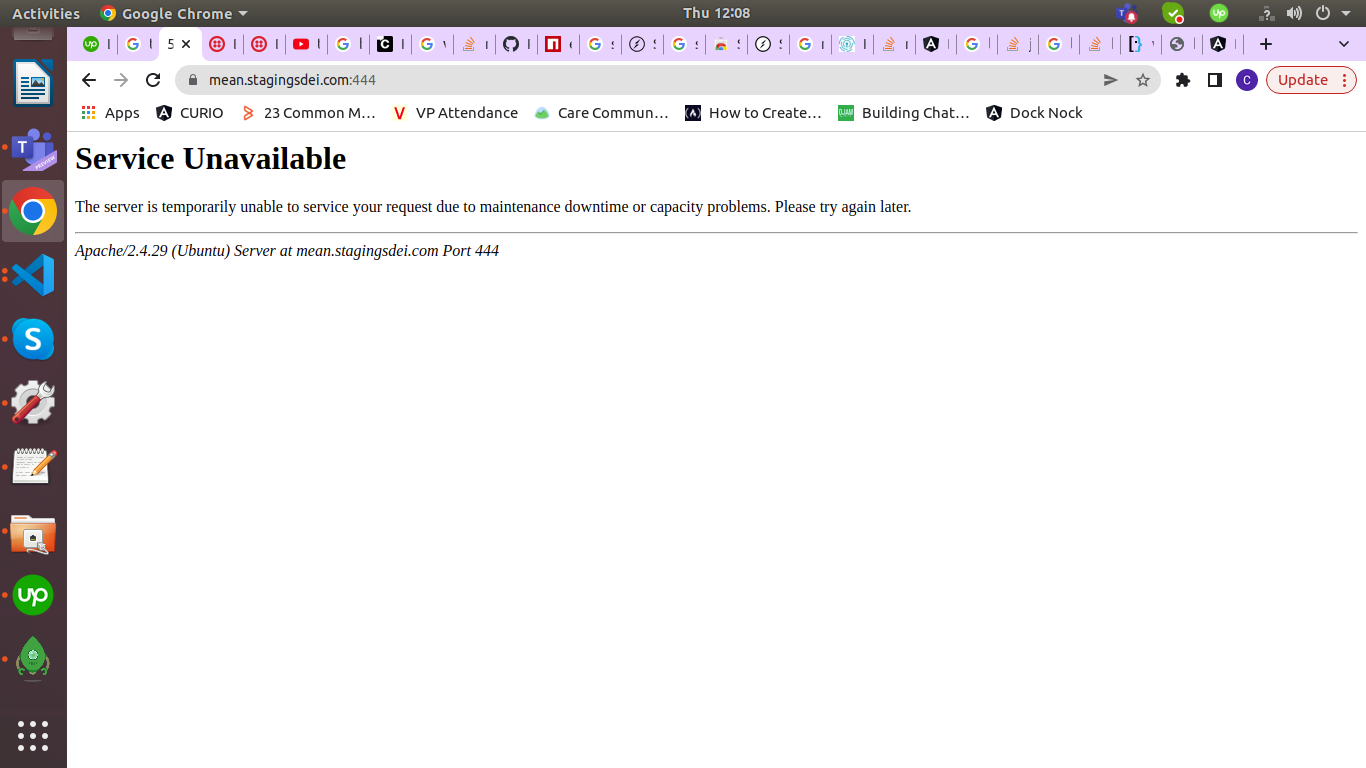 Activities Google Chrome Thu 12:08
mean.stagingsdei.com:444 C Update
Apps CURIO 23 Common M… VP Attendance Care Commun… How to Create… Building Chat… Dock Nock
Service Unavailable
The server is temporarily unable to service your request due to maintenance downtime or capacity problems. Please try again later.
Apache/2.4.29 (Ubuntu) Server at mean.stagingsdei.com Port 444